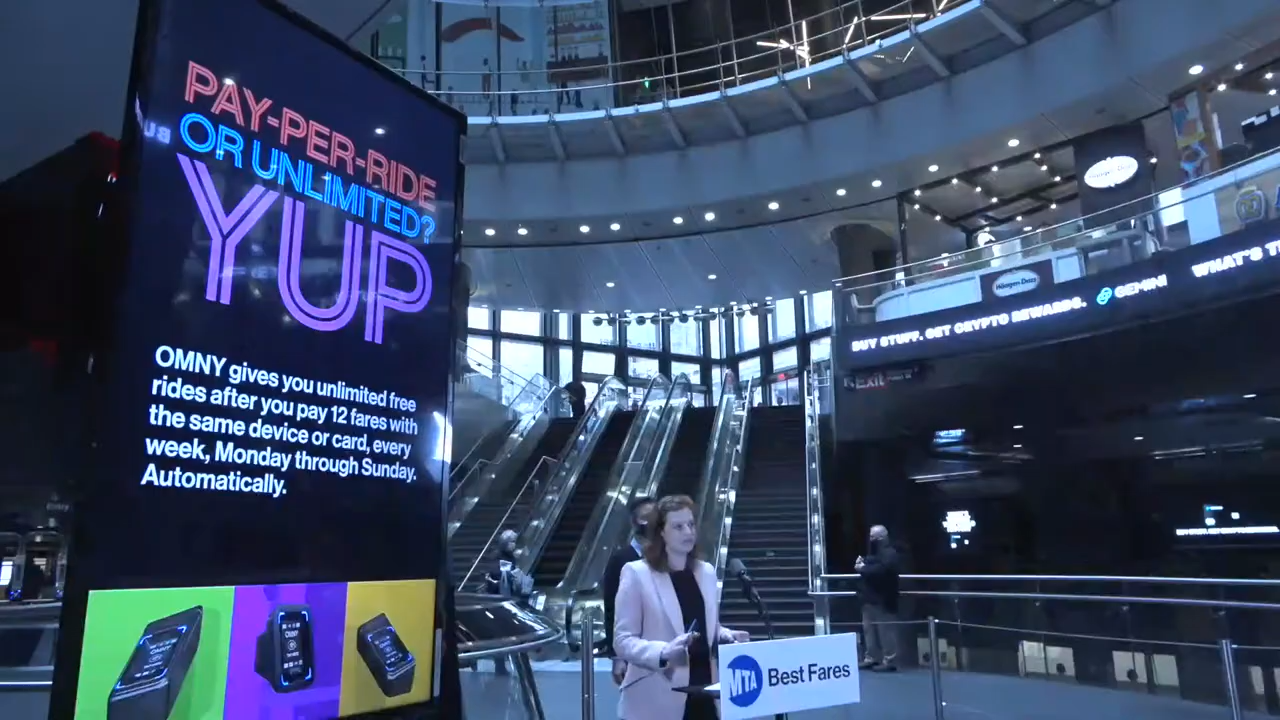 PAY-PER-RIDE
OR UNLIMITED?
YUP
OMNY gives you unlimited free
rides after you pay 12 fares with
the same device or card, every
week, Monday through Sunday.
Automatically.
OMNY
MTA
Best Fares
Häagen-Dazs
BUY STUFF. GET CRYPTO REWARDS. GEMINI
WHAT'S
Exit